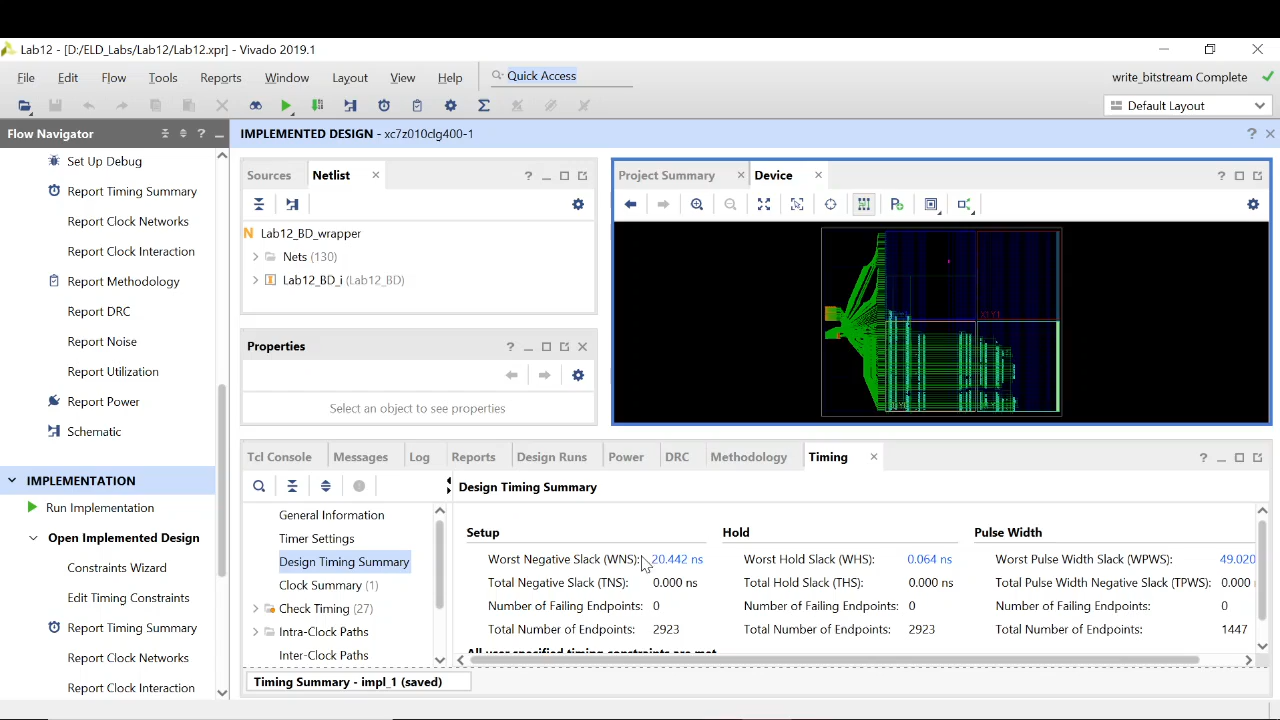 Lab12 - [D:/ELD_Labs/Lab12/Lab12.xpr] - Vivado 2019.1
File Edit Flow Tools Reports Window Layout View Help Quick Access
write_bitstream Complete
Default Layout
Flow Navigator
IMPLEMENTED DESIGN - xc7z010clg400-1
Set Up Debug
Report Timing Summary
Report Clock Networks
Report Clock Interaction
Report Methodology
Report DRC
Report Noise
Report Utilization
Report Power
Schematic
IMPLEMENTATION
Run Implementation
Open Implemented Design
Constraints Wizard
Edit Timing Constraints
Report Timing Summary
Report Clock Networks
Report Clock Interaction
Sources Netlist
Lab12_BD_wrapper
Nets (130)
Lab12_BD_i (Lab12_BD)
Properties
Select an object to see properties
Project Summary Device
X1Y1
Tcl Console Messages Log Reports Design Runs Power DRC Methodology Timing
General Information
Timer Settings
Design Timing Summary
Clock Summary (1)
Check Timing (27)
Intra-Clock Paths
Inter-Clock Paths
Design Timing Summary
Setup Hold Pulse Width
Worst Negative Slack (WNS): 20.442 ns Worst Hold Slack (WHS): 0.064 ns Worst Pulse Width Slack (WPWS): 49.020
Total Negative Slack (TNS): 0.000 ns Total Hold Slack (THS): 0.000 ns Total Pulse Width Negative Slack (TPWS): 0.000
Number of Failing Endpoints: 0 Number of Failing Endpoints: 0 Number of Failing Endpoints: 0
Total Number of Endpoints: 2923 Total Number of Endpoints: 2923 Total Number of Endpoints: 1447
All user specified timing constraints are met
Timing Summary - impl_1 (saved)